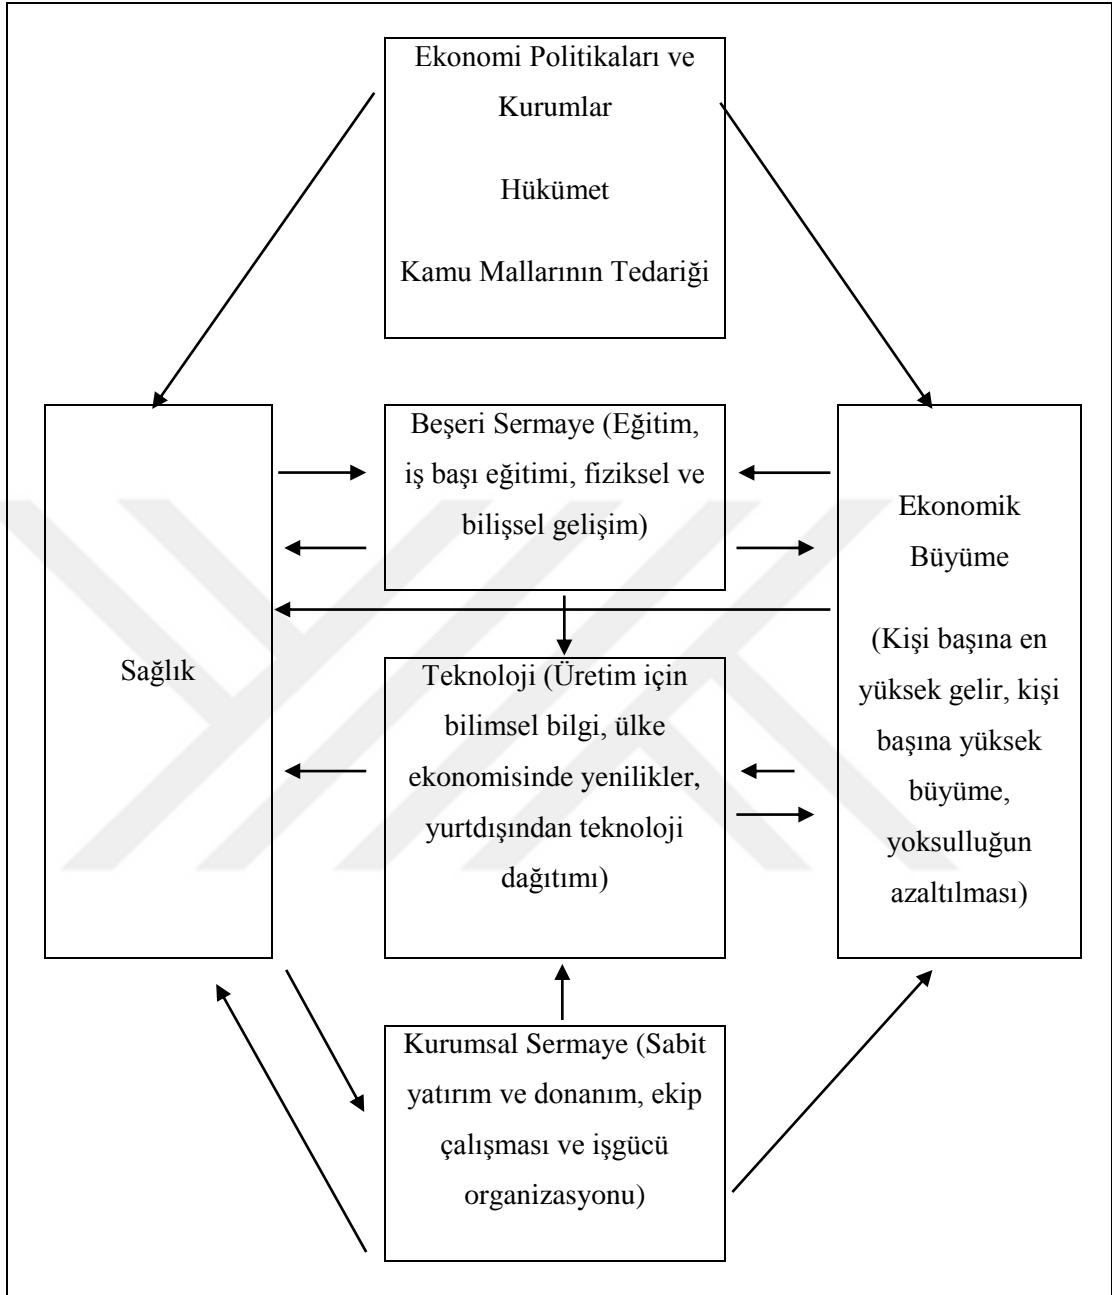 Ekonomi Politikaları ve
Kurumlar
Hükümet
Kamu Mallarının Tedariği
Sağlık
Beşeri Sermaye (Eğitim,
iş başı eğitimi, fiziksel ve
bilişsel gelişim)
Teknoloji (Üretim için
bilimsel bilgi, ülke
ekonomisinde yenilikler,
yurtdışından teknoloji
dağıtımı)
Kurumsal Sermaye (Sabit
yatırım ve donanım, ekip
çalışması ve işgücü
organizasyonu)
Ekonomik
Büyüme
(Kişi başına en
yüksek gelir, kişi
başına yüksek
büyüme,
yoksulluğun
azaltılması)